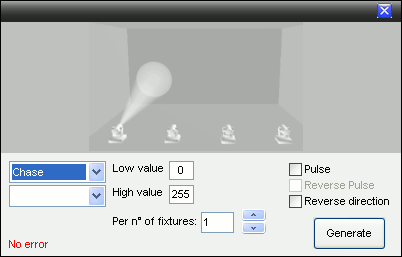 Chase
Low value 0
High value 255
Per n° of fixtures: 1
Pulse
Reverse Pulse
Reverse direction
No error
Generate